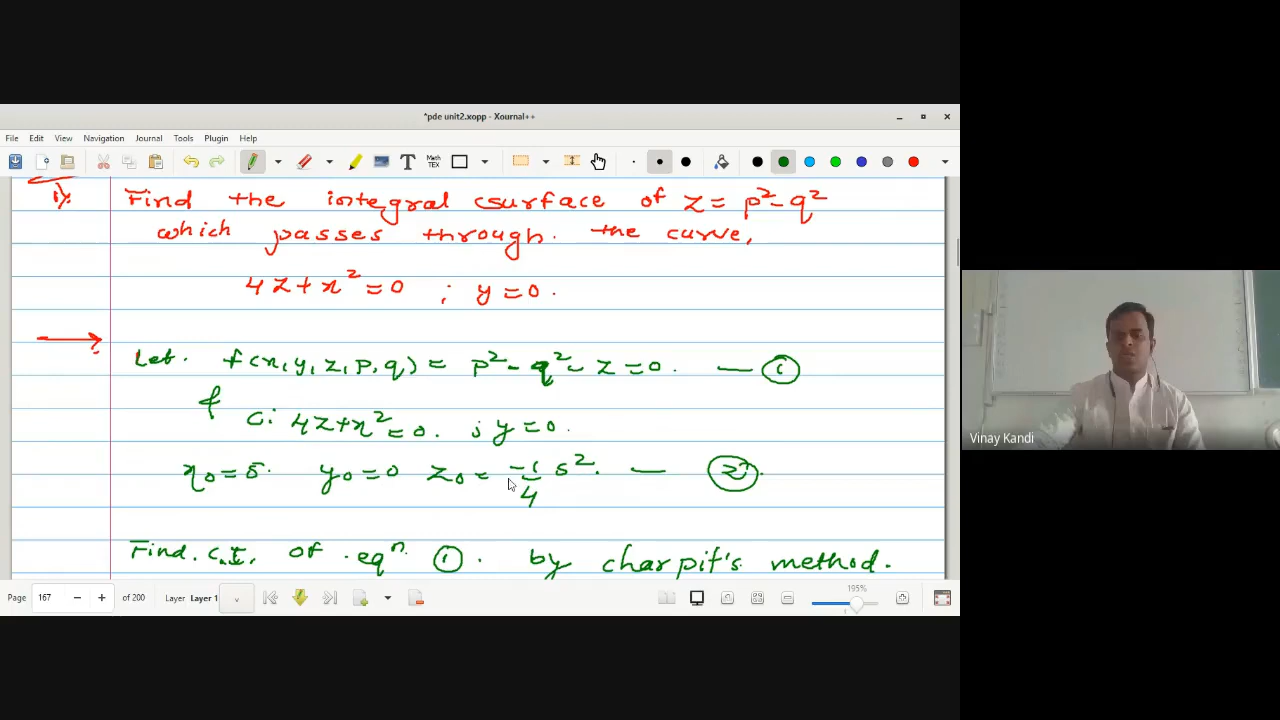 *pde unit2.xopp - Xournal++
File Edit View Navigation Journal Tools Plugin Help
1)
Find the integral csurface of z = p² - q²
which passes through. the curve,
4z + x² = 0 ; y = 0.
Let. f(x, y, z, p, q) = p² - q² - z = 0. — ①
& C: 4z + x² = 0. ; y = 0.
x₀ = s. y₀ = 0 z₀ = -1/4 s². — ②
Find. C.I. of .eqⁿ. ① . by charpit's method.
Vinay Kandi
Page 167 of 200 Layer Layer 1 195%